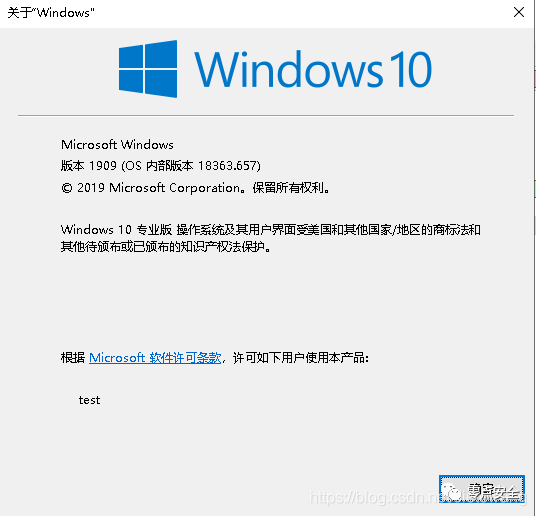 关于“Windows”
Windows 10
Microsoft Windows
版本 1909 (OS 内部版本 18363.657)
© 2019 Microsoft Corporation。保留所有权利。
Windows 10 专业版 操作系统及其用户界面受美国和其他国家/地区的商标法和
其他待颁布或已颁布的知识产权法保护。
根据 Microsoft 软件许可条款，许可如下用户使用本产品:
test
https://blog.csdn.ne
安全